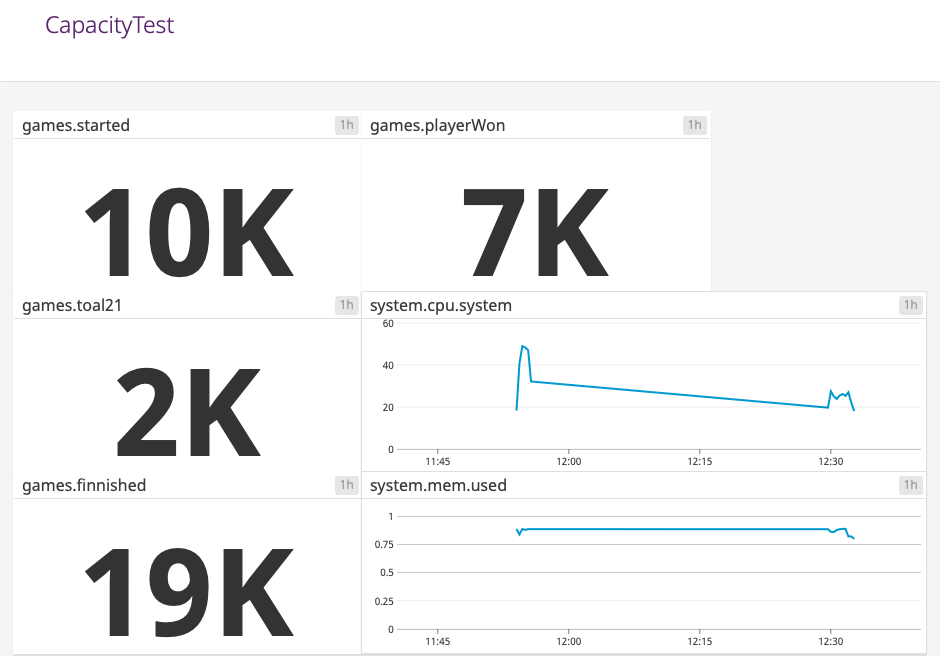 CapacityTest
games.started 1h
10K
games.playerWon 1h
7K
games.toal21 1h
2K
system.cpu.system 1h
60
40
20
0
11:45 12:00 12:15 12:30
games.finnished 1h
19K
system.mem.used 1h
1
0.75
0.5
0.25
0
11:45 12:00 12:15 12:30